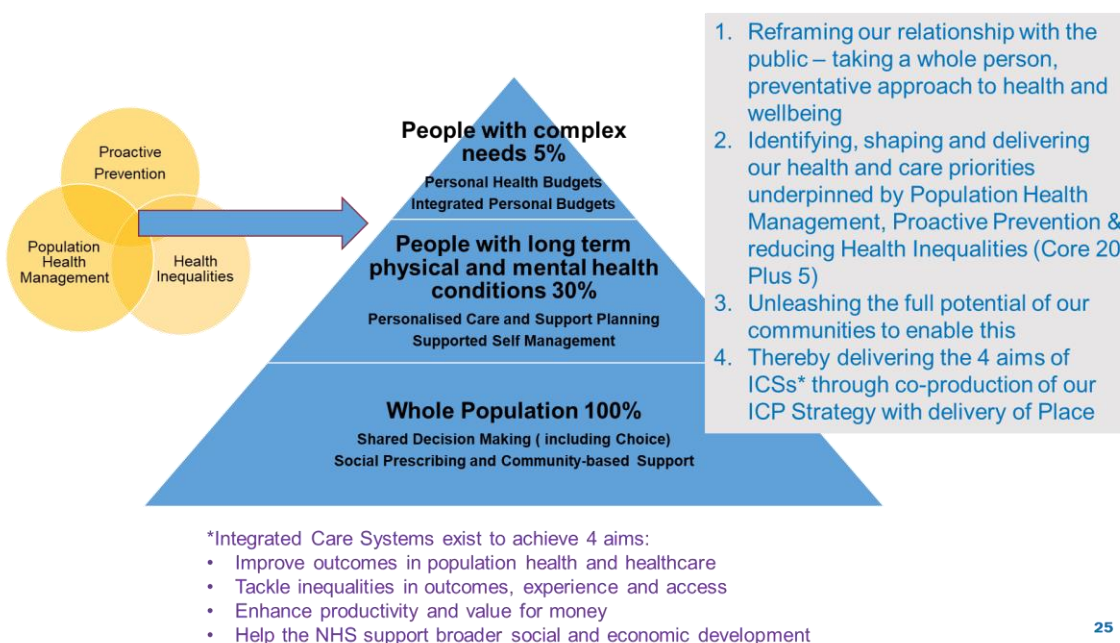 Proactive
Prevention
Population
Health
Management
Health
Inequalities
People with complex
needs 5%
Personal Health Budgets
Integrated Personal Budgets
People with long term
physical and mental health
conditions 30%
Personalised Care and Support Planning
Supported Self Management
Whole Population 100%
Shared Decision Making ( including Choice)
Social Prescribing and Community-based Support
1. Reframing our relationship with the
public – taking a whole person,
preventative approach to health and
wellbeing
2. Identifying, shaping and delivering
our health and care priorities
underpinned by Population Health
Management, Proactive Prevention &
reducing Health Inequalities (Core 20
Plus 5)
3. Unleashing the full potential of our
communities to enable this
4. Thereby delivering the 4 aims of
ICSs* through co-production of our
ICP Strategy with delivery of Place
*Integrated Care Systems exist to achieve 4 aims:
• Improve outcomes in population health and healthcare
• Tackle inequalities in outcomes, experience and access
• Enhance productivity and value for money
• Help the NHS support broader social and economic development
25